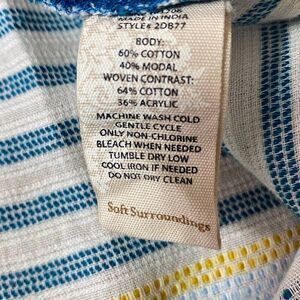 MADE IN INDIA
STYLE# 2DB77
BODY:
60% COTTON
40% MODAL
WOVEN CONTRAST:
64% COTTON
36% ACRYLIC
MACHINE WASH COLD
GENTLE CYCLE
ONLY NON-CHLORINE
BLEACH WHEN NEEDED
TUMBLE DRY LOW
COOL IRON IF NEEDED
DO NOT DRY CLEAN
Soft Surroundings